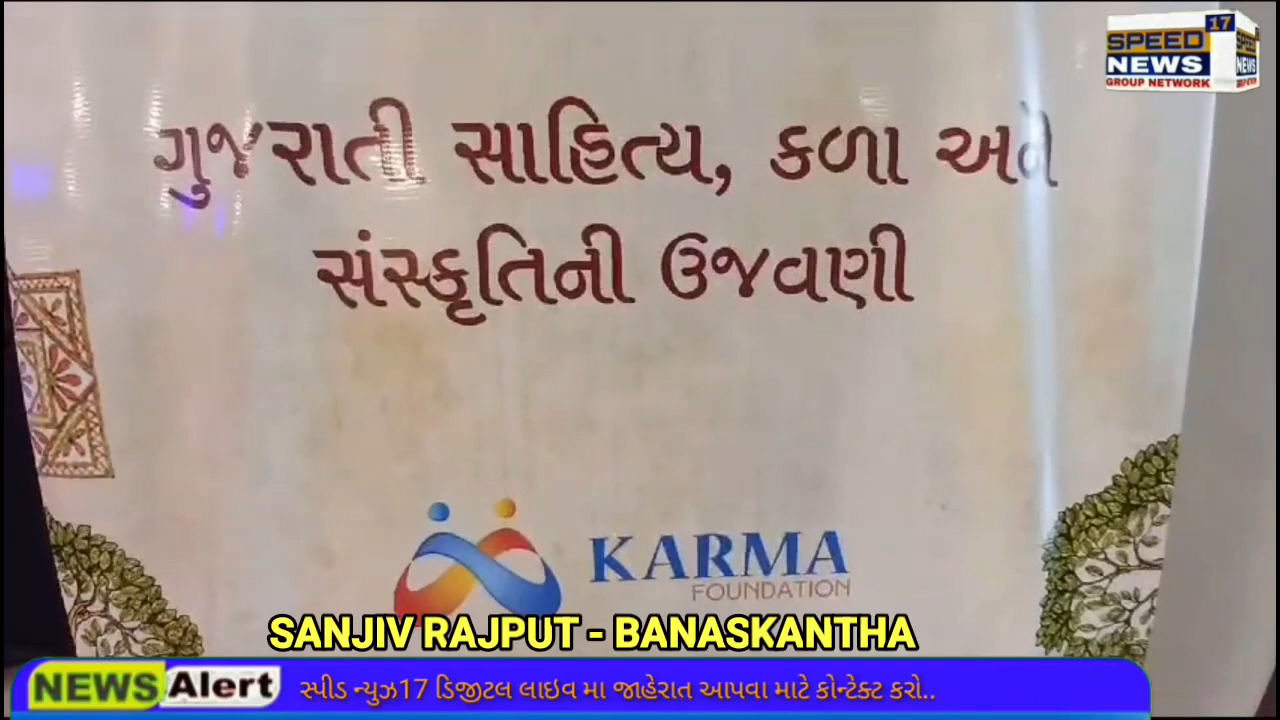 17
SPEED
NEWS
GROUP NETWORK
ગુજરાતી સાહિત્ય, કળા અને
સંસ્કૃતિની ઉજવણી
KARMA
FOUNDATION
SANJIV RAJPUT - BANASKANTHA
NEWS Alert
સ્પીડ ન્યુઝ17 ડિજીટલ લાઇવ મા જાહેરાત આપવા માટે કોન્ટેક્ટ કરો..